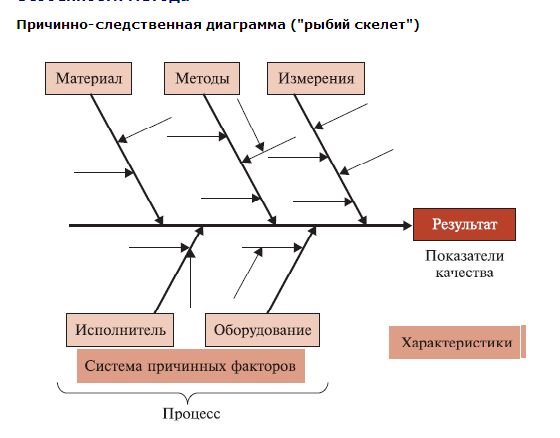 Причинно-следственная диаграмма ("рыбий скелет")
Материал
Методы
Измерения
Результат
Показатели
качества
Исполнитель
Оборудование
Система причинных факторов
Характеристики
Процесс